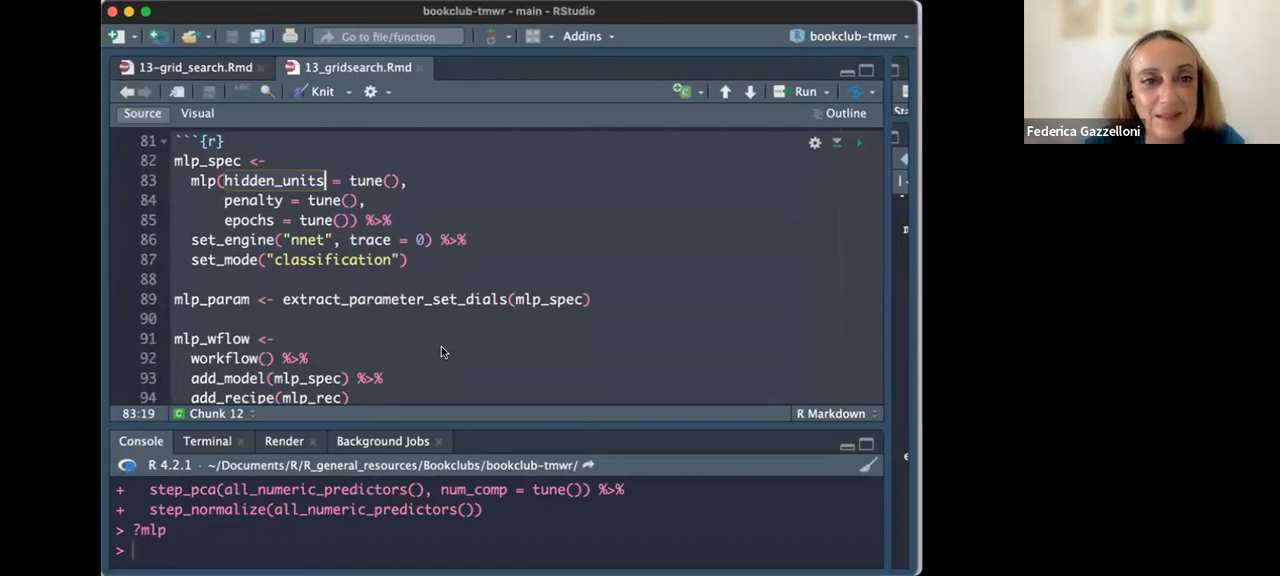 bookclub-tmwr - main - RStudio
Go to file/function
Addins
bookclub-tmwr
13-grid_search.Rmd
13_gridsearch.Rmd
ABC
Knit
Run
Source
Visual
Outline
81 ```{r}
82 mlp_spec <-
83 mlp(hidden_units = tune(),
84 penalty = tune(),
85 epochs = tune()) %>%
86 set_engine("nnet", trace = 0) %>%
87 set_mode("classification")
88
89 mlp_param <- extract_parameter_set_dials(mlp_spec)
90
91 mlp_wflow <-
92 workflow() %>%
93 add_model(mlp_spec) %>%
94 add_recipe(mlp_rec)
83:19
Chunk 12
R Markdown
Console
Terminal
Render
Background Jobs
R 4.2.1 · ~/Documents/R/R_general_resources/Bookclubs/bookclub-tmwr/
+ step_pca(all_numeric_predictors(), num_comp = tune()) %>%
+ step_normalize(all_numeric_predictors())
> ?mlp
>
Federica Gazzelloni